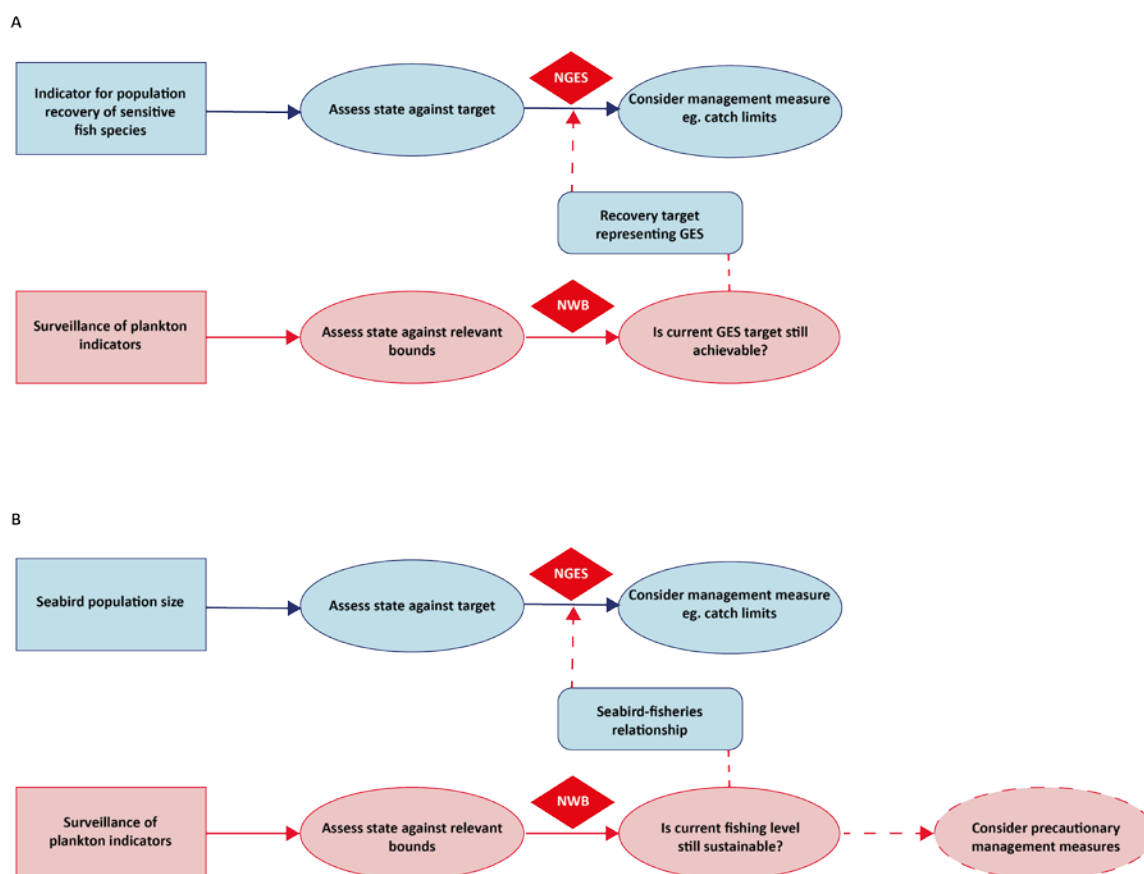 A
Indicator for population
recovery of sensitive
fish species
Assess state against target
NGES
Consider management measure
eg. catch limits
Recovery target
representing GES
Surveillance of plankton
indicators
Assess state against relevant
bounds
NWB
Is current GES target still
achievable?
B
Seabird population size
Assess state against target
NGES
Consider management measure
eg. catch limits
Seabird-fisheries
relationship
Surveillance of
plankton indicators
Assess state against relevant
bounds
NWB
Is current fishing level
still sustainable?
Consider precautionary
management measures